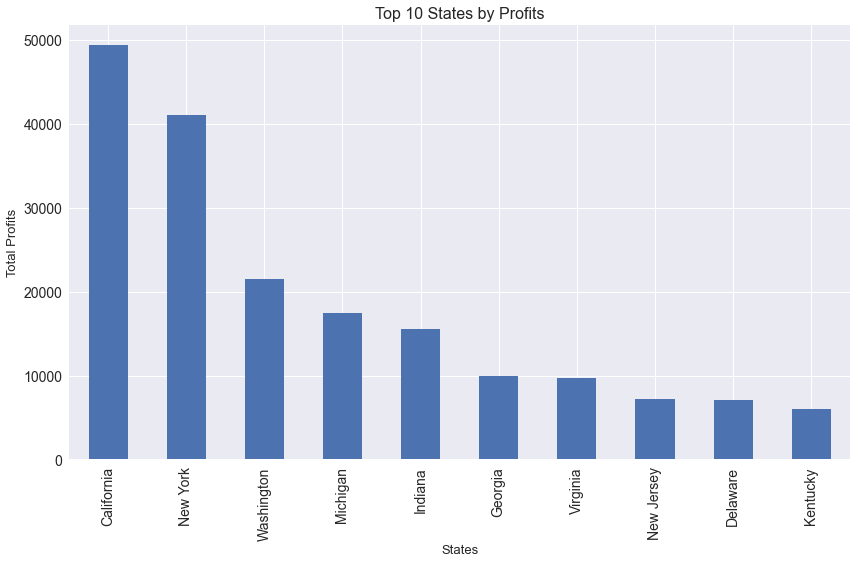 Top 10 States by Profits
Total Profits
50000
40000
30000
20000
10000
0
California
New York
Washington
Michigan
Indiana
Georgia
Virginia
New Jersey
Delaware
Kentucky
States